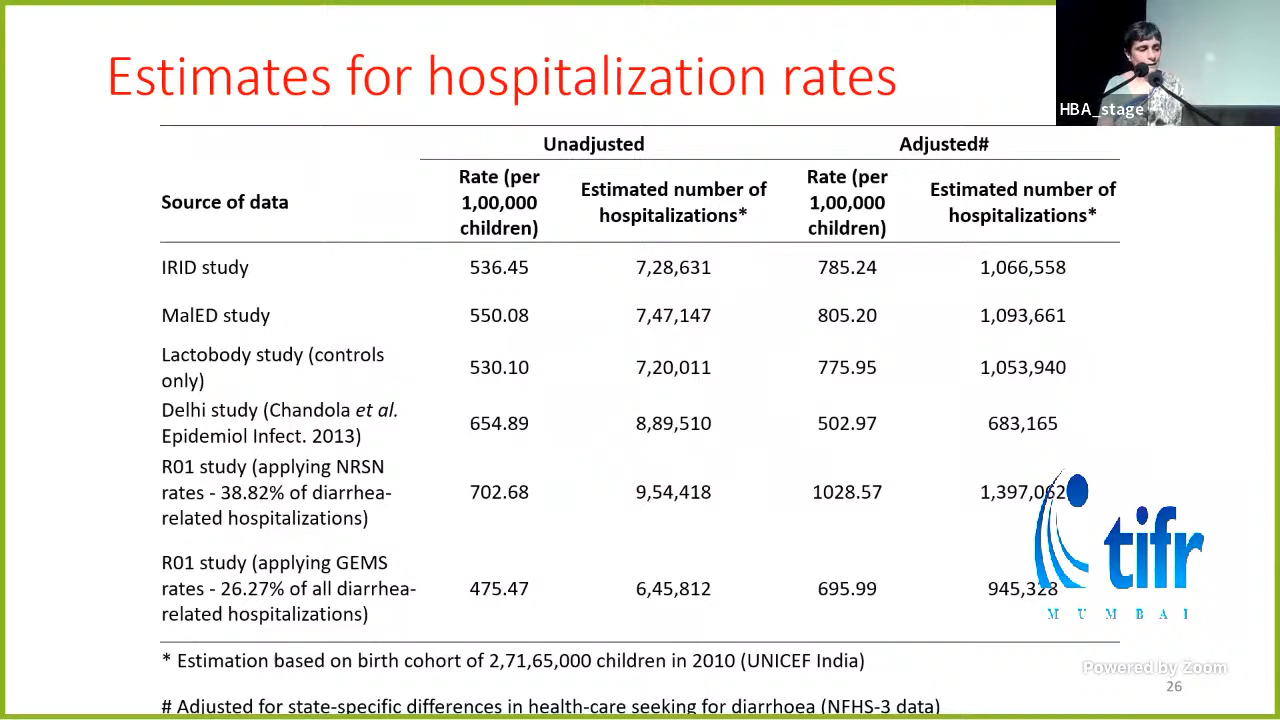 Estimates for hospitalization rates
HBA_stage
Unadjusted Adjusted#
Source of data
Rate (per
1,00,000
children)
Estimated number of
hospitalizations*
Rate (per
1,00,000
children)
Estimated number of
hospitalizations*
IRID study 536.45 7,28,631 785.24 1,066,558
MalED study 550.08 7,47,147 805.20 1,093,661
Lactobody study (controls
only) 530.10 7,20,011 775.95 1,053,940
Delhi study (Chandola et al.
Epidemiol Infect. 2013) 654.89 8,89,510 502.97 683,165
R01 study (applying NRSN
rates - 38.82% of diarrhea-
related hospitalizations) 702.68 9,54,418 1028.57 1,397,062
R01 study (applying GEMS
rates - 26.27% of all diarrhea-
related hospitalizations) 475.47 6,45,812 695.99 945,328
tifr
MUMBAI
* Estimation based on birth cohort of 2,71,65,000 children in 2010 (UNICEF India)
Powered by Zoom
26
# Adjusted for state-specific differences in health-care seeking for diarrhoea (NFHS-3 data)